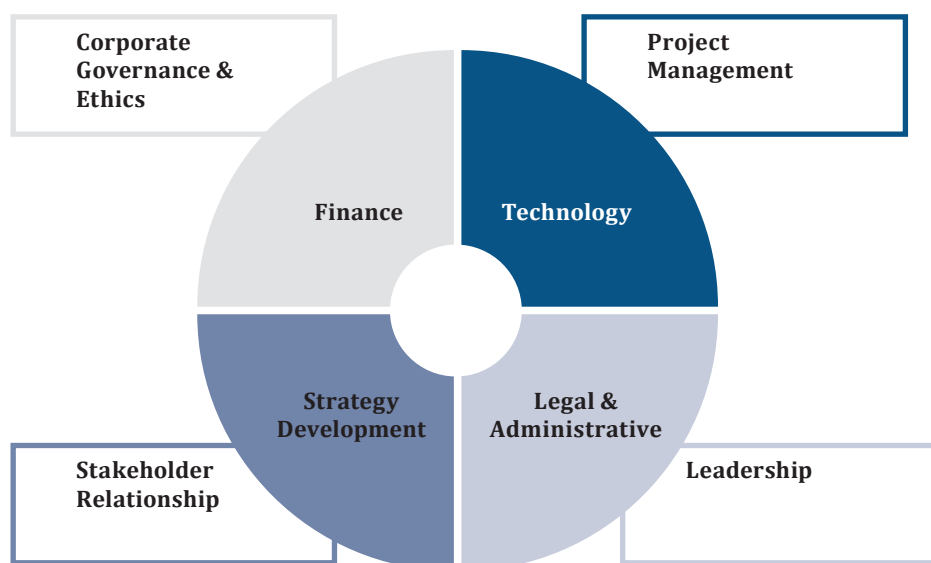 Corporate
Governance &
Ethics
Project
Management
Finance
Technology
Strategy
Development
Legal &
Administrative
Stakeholder
Relationship
Leadership